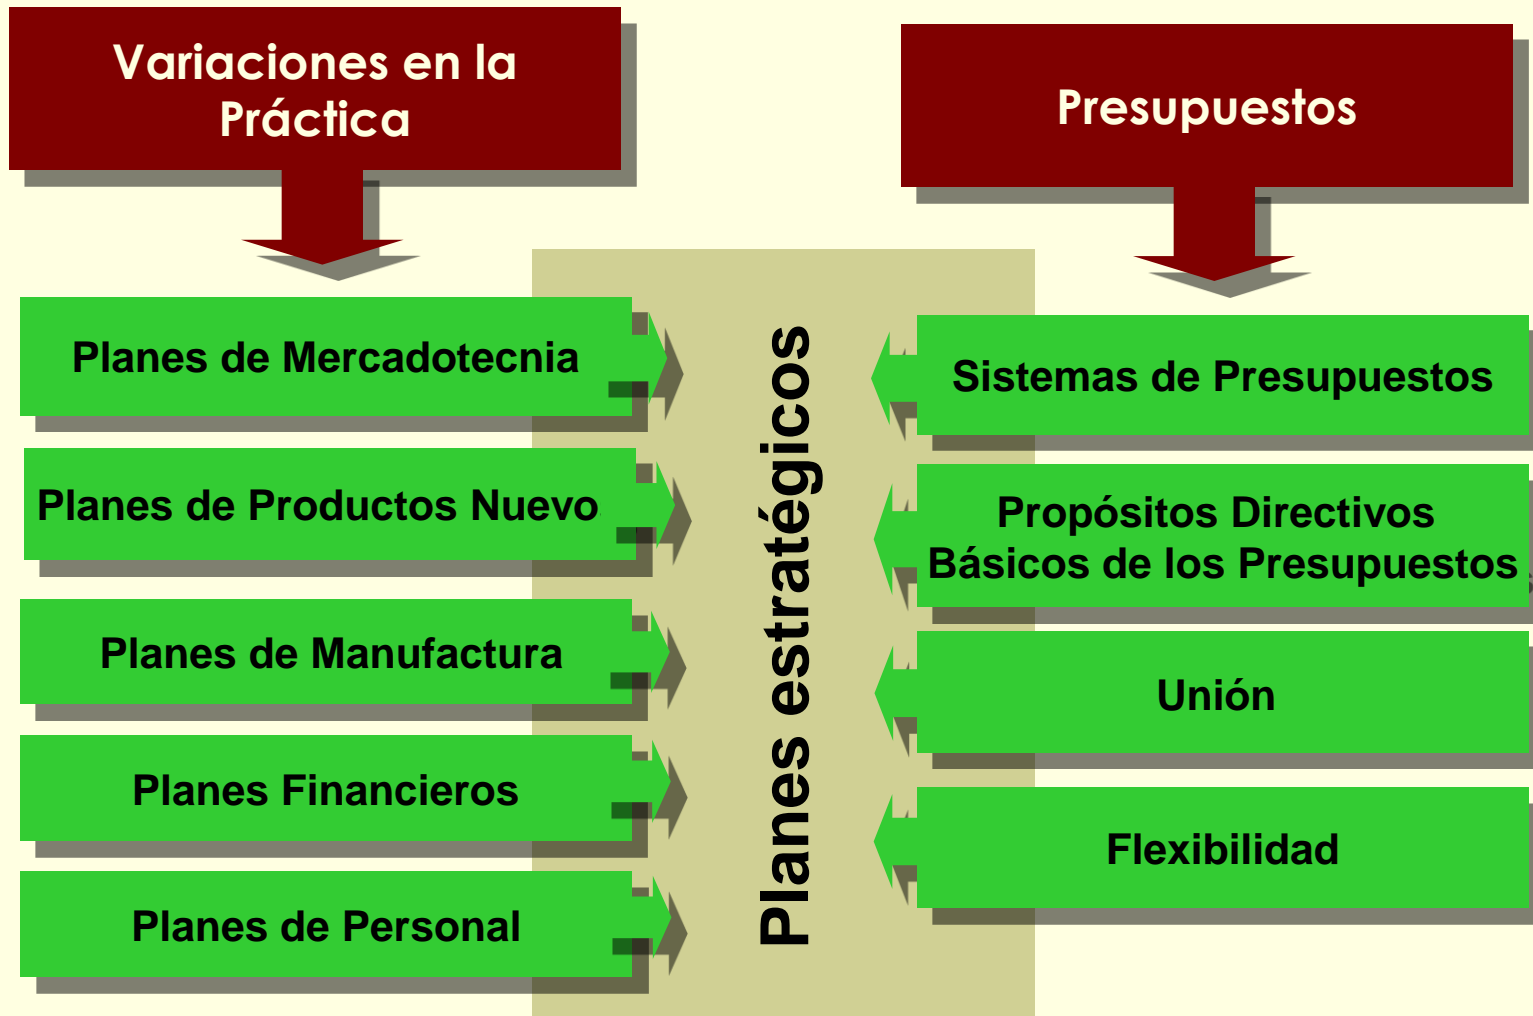 Variaciones en la
Práctica
Planes de Mercadotecnia
Planes de Productos Nuevo
Planes de Manufactura
Planes Financieros
Planes de Personal
Planes estratégicos
Presupuestos
Sistemas de Presupuestos
Propósitos Directivos
Básicos de los Presupuestos
Unión
Flexibilidad